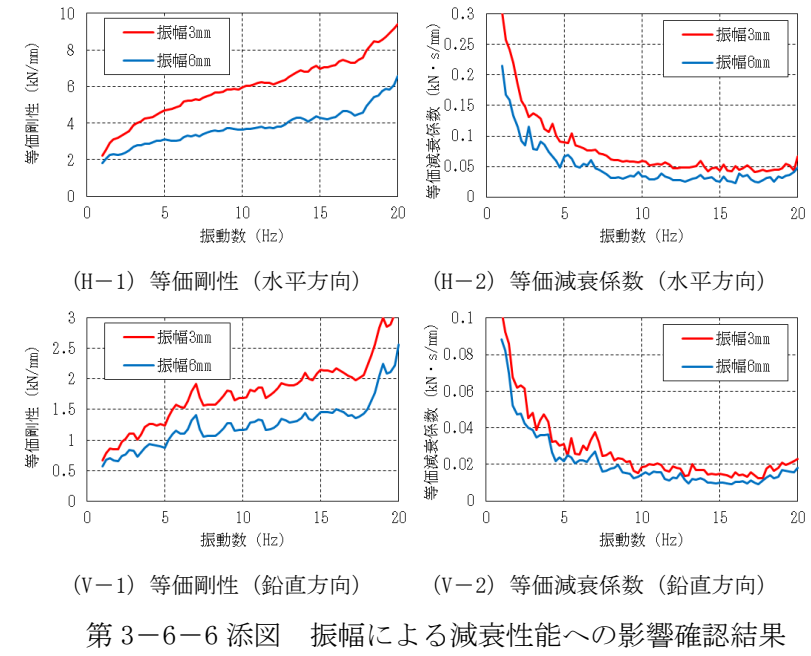 等価剛性 (kN/mm)
10
8
6
4
2
0
振幅3mm
振幅6mm
0 5 10 15 20
振動数 (Hz)
等価減衰係数 (kN・s/mm)
0.3
0.25
0.2
0.15
0.1
0.05
0
振幅3mm
振幅6mm
0 5 10 15 20
振動数 (Hz)
(H－1) 等価剛性 (水平方向)
(H－2) 等価減衰係数 (水平方向)
等価剛性 (kN/mm)
3
2.5
2
1.5
1
0.5
0
振幅3mm
振幅6mm
0 5 10 15 20
振動数 (Hz)
等価減衰係数 (kN・s/mm)
0.1
0.08
0.06
0.04
0.02
0
振幅3mm
振幅6mm
0 5 10 15 20
振動数 (Hz)
(V－1) 等価剛性 (鉛直方向)
(V－2) 等価減衰係数 (鉛直方向)
第3－6－6添図　振幅による減衰性能への影響確認結果